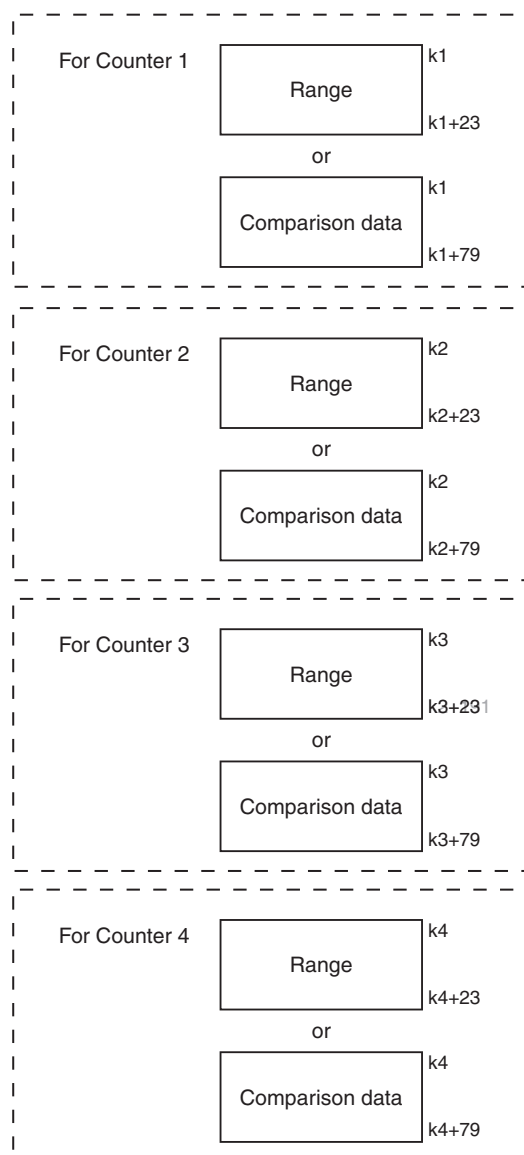 For Counter 1
k1
Range
k1+23
or
k1
Comparison data
k1+79
For Counter 2
k2
Range
k2+23
or
k2
Comparison data
k2+79
For Counter 3
k3
Range
k3+23
or
k3
Comparison data
k3+79
For Counter 4
k4
Range
k4+23
or
k4
Comparison data
k4+79